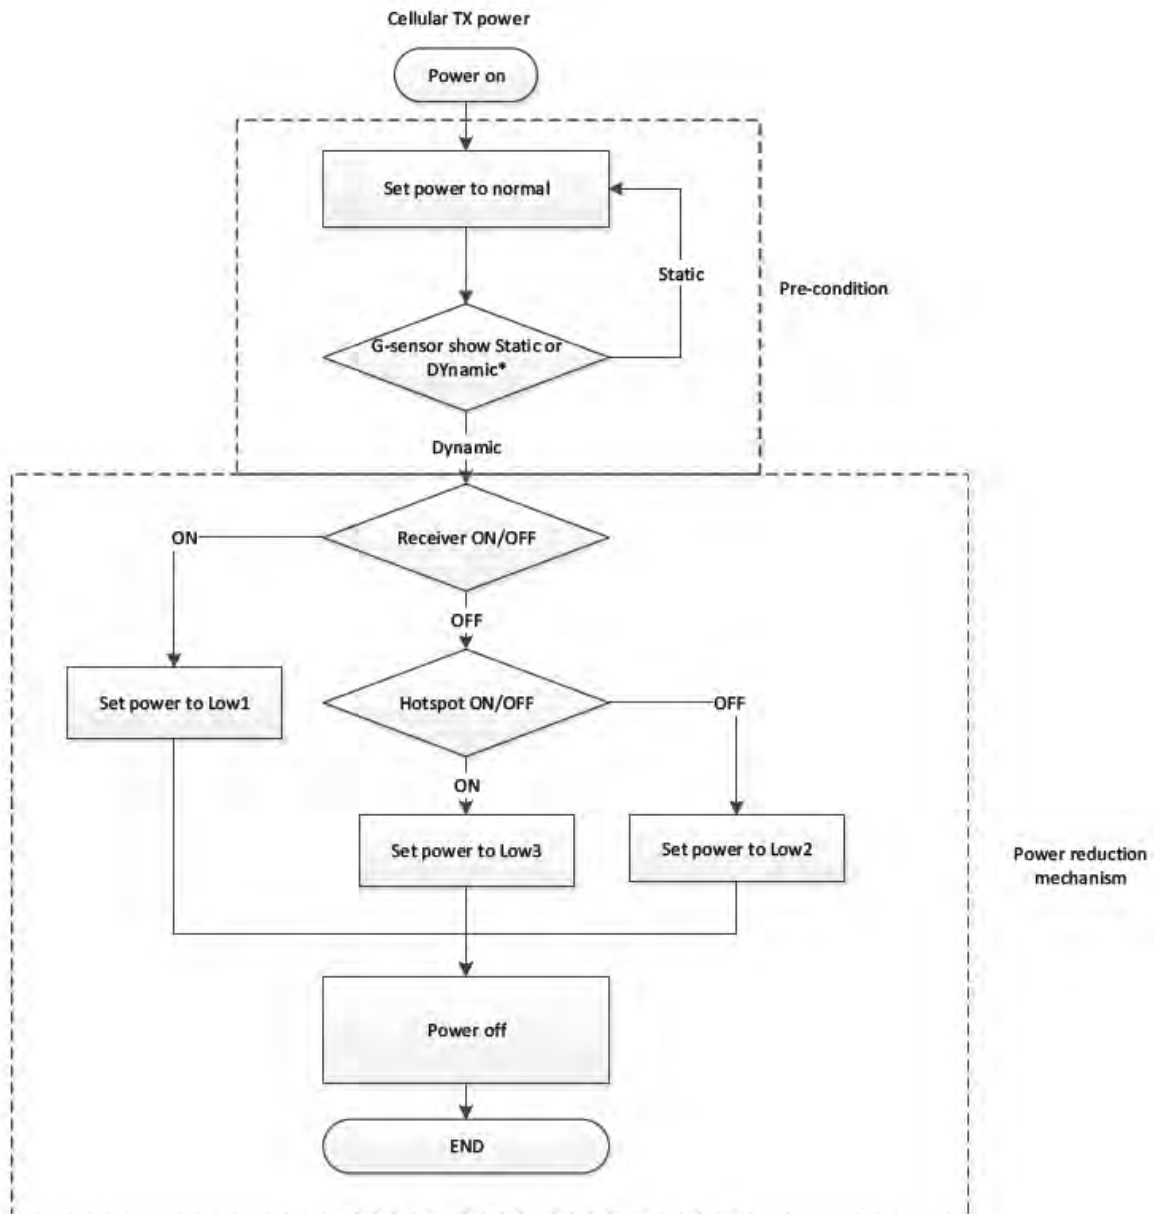 Cellular TX power
Power on
Set power to normal
Static
Pre-condition
G-sensor show Static or
DYnamic*
Dynamic
Receiver ON/OFF
ON
OFF
Set power to Low1
Hotspot ON/OFF
OFF
ON
Set power to Low3
Set power to Low2
Power reduction
mechanism
Power off
END